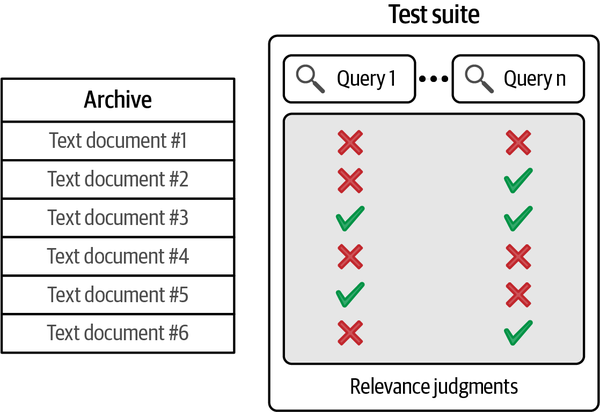 Test suite
Query 1
Query n
Archive
Text document #1
Text document #2
Text document #3
Text document #4
Text document #5
Text document #6
Relevance judgments